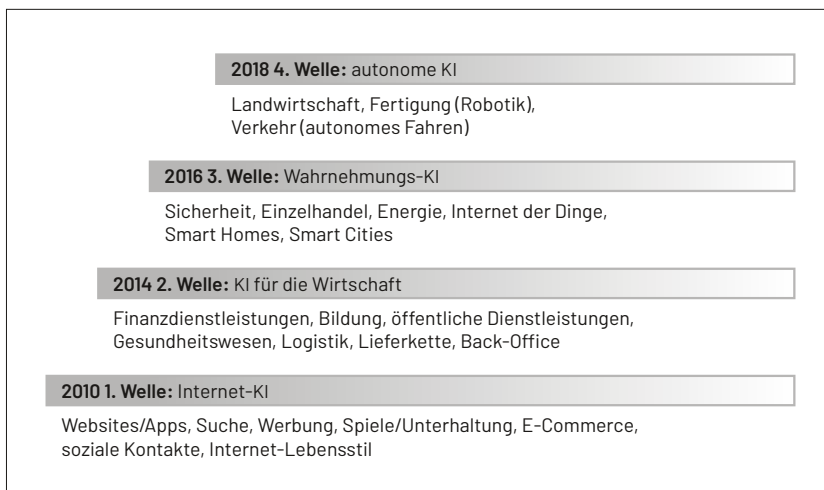 2018 4. Welle: autonome KI
Landwirtschaft, Fertigung (Robotik),
Verkehr (autonomes Fahren)
2016 3. Welle: Wahrnehmungs-KI
Sicherheit, Einzelhandel, Energie, Internet der Dinge,
Smart Homes, Smart Cities
2014 2. Welle: KI für die Wirtschaft
Finanzdienstleistungen, Bildung, öffentliche Dienstleistungen,
Gesundheitswesen, Logistik, Lieferkette, Back-Office
2010 1. Welle: Internet-KI
Websites/Apps, Suche, Werbung, Spiele/Unterhaltung, E-Commerce,
soziale Kontakte, Internet-Lebensstil